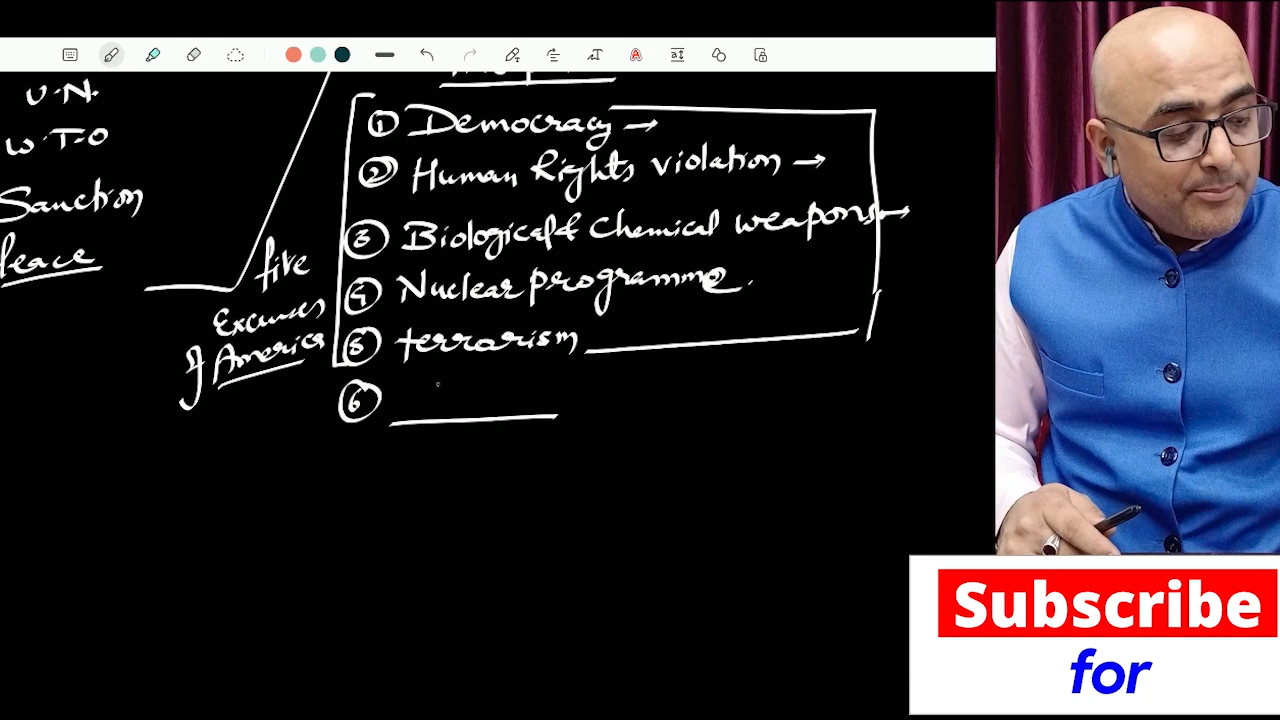 U.N.
W.T-O
Sanction
Peace
five
Excuses
of America
① Democracy →
② Human Rights violation →
③ Biological & Chemical weapons →
④ Nuclear programme.
⑤ terrarism
⑥
Subscribe
for